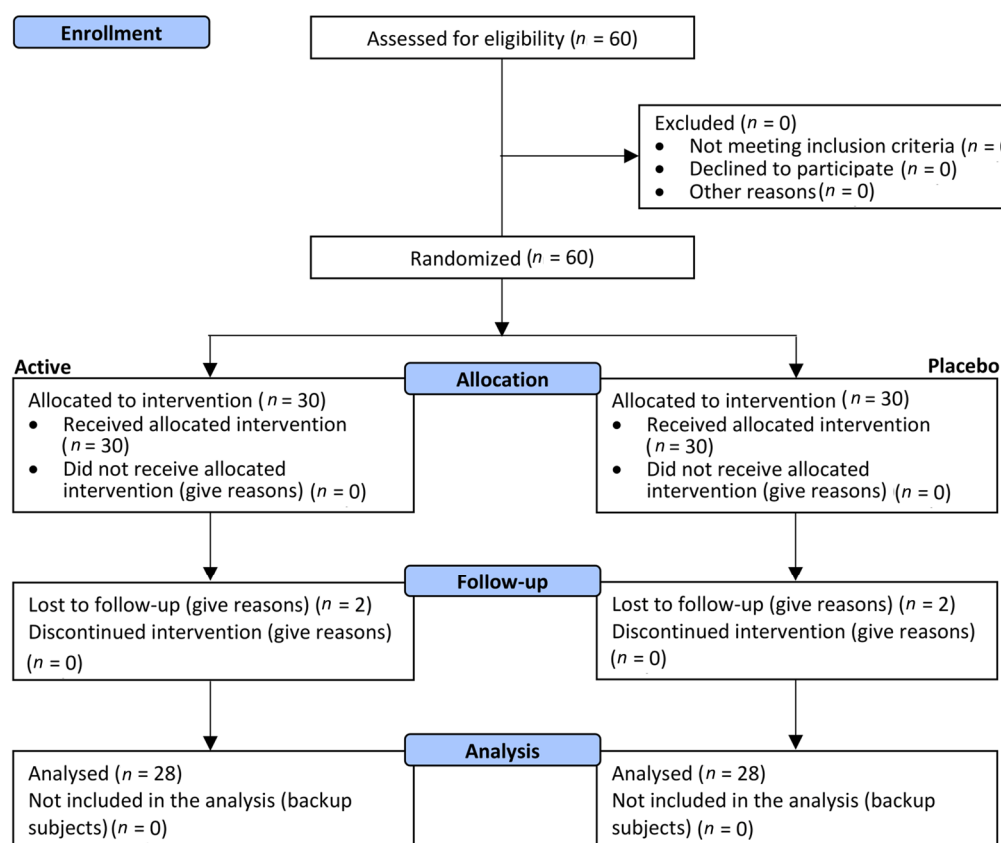 Enrollment
Assessed for eligibility (n = 60)
Excluded (n = 0)
• Not meeting inclusion criteria (n =
• Declined to participate (n = 0)
• Other reasons (n = 0)
Randomized (n = 60)
Active
Allocation
Placebo
Allocated to intervention (n = 30)
• Received allocated intervention
(n = 30)
• Did not receive allocated
intervention (give reasons) (n = 0)
Allocated to intervention (n = 30)
• Received allocated intervention
(n = 30)
• Did not receive allocated
intervention (give reasons) (n = 0)
Follow-up
Lost to follow-up (give reasons) (n = 2)
Discontinued intervention (give reasons)
(n = 0)
Lost to follow-up (give reasons) (n = 2)
Discontinued intervention (give reasons)
(n = 0)
Analysis
Analysed (n = 28)
Not included in the analysis (backup
subjects) (n = 0)
Analysed (n = 28)
Not included in the analysis (backup
subjects) (n = 0)